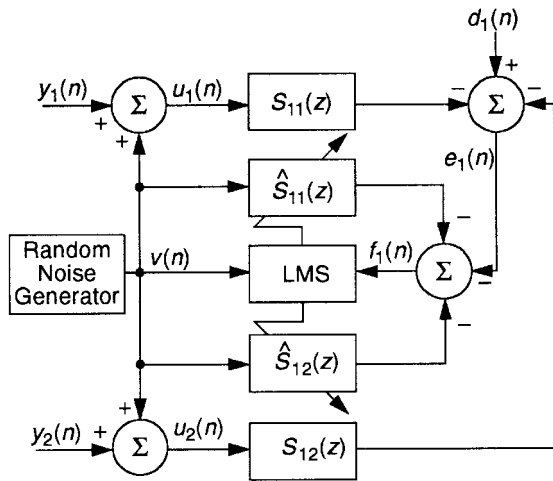 d₁(n)
y₁(n)
+
+
Σ
u₁(n)
S₁₁(z)
−
+
−
Σ
e₁(n)
Ŝ₁₁(z)
−
Random
Noise
Generator
v(n)
LMS
f₁(n)
Σ
−
−
Ŝ₁₂(z)
y₂(n)
+
+
Σ
u₂(n)
S₁₂(z)